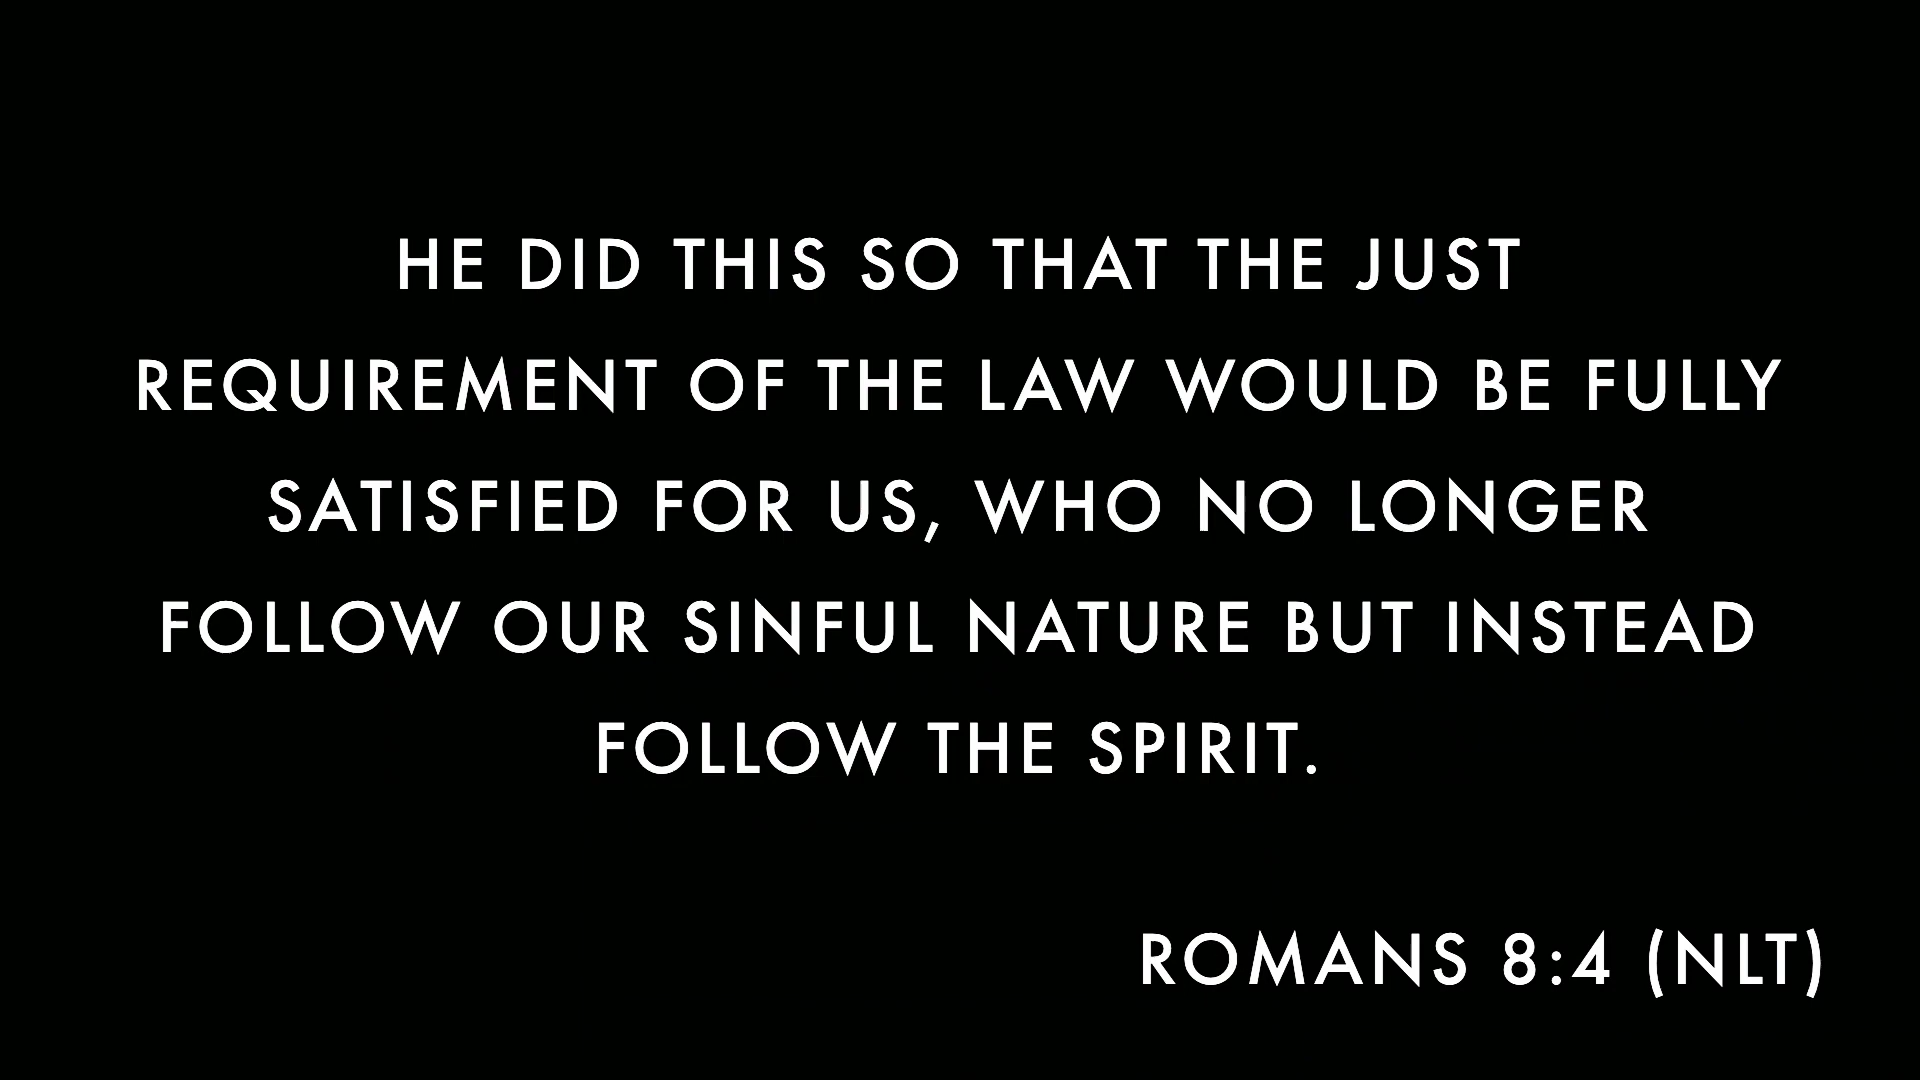 HE DID THIS SO THAT THE JUST
REQUIREMENT OF THE LAW WOULD BE FULLY
SATISFIED FOR US, WHO NO LONGER
FOLLOW OUR SINFUL NATURE BUT INSTEAD
FOLLOW THE SPIRIT.
ROMANS 8:4 (NLT)